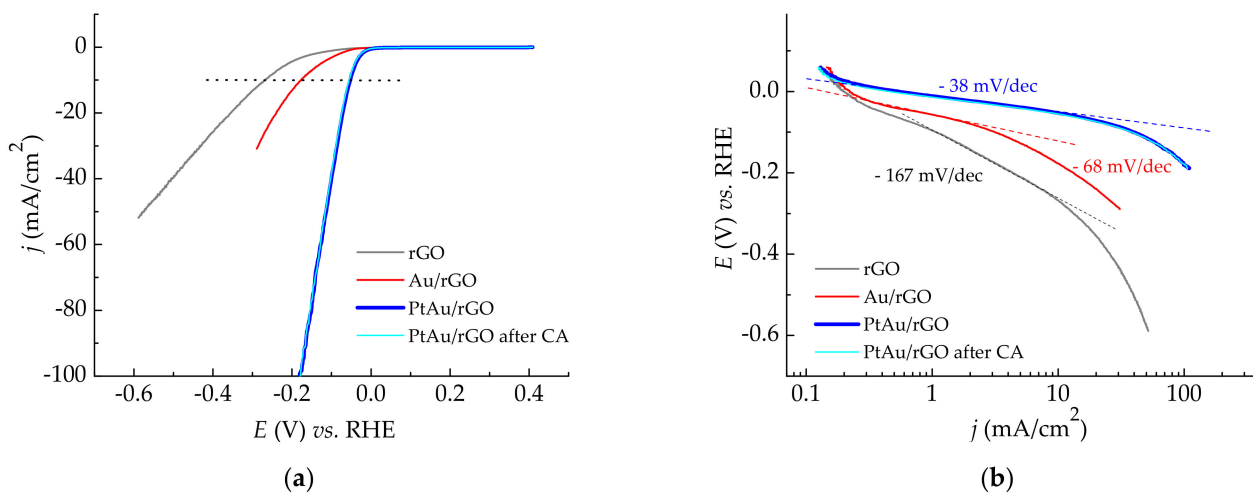 0
-20
-40
-60
-80
-100
j (mA/cm²)
-0.6
-0.4
-0.2
0.0
0.2
0.4
E (V) vs. RHE
rGO
Au/rGO
PtAu/rGO
PtAu/rGO after CA
(a)
0.0
-0.2
-0.4
-0.6
E (V) vs. RHE
- 38 mV/dec
- 68 mV/dec
- 167 mV/dec
rGO
Au/rGO
PtAu/rGO
PtAu/rGO after CA
0.1
1
10
100
j (mA/cm²)
(b)